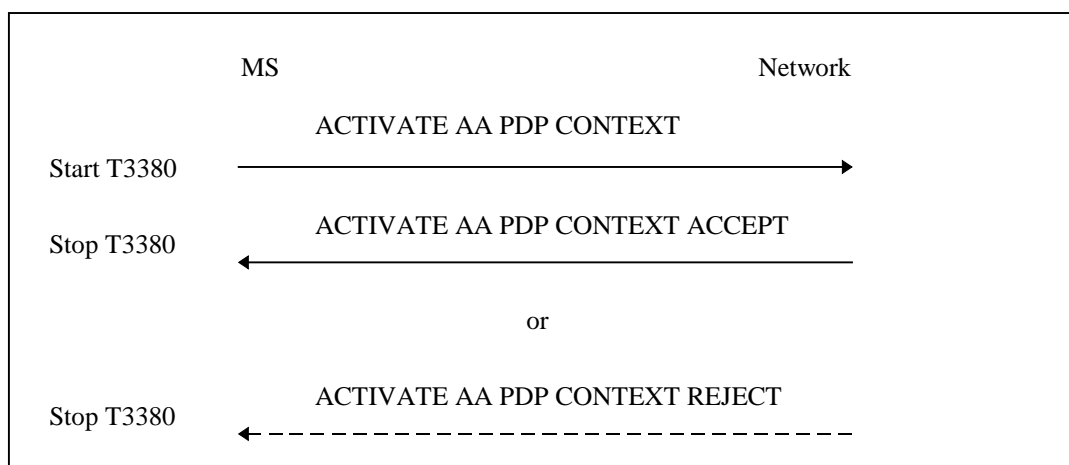 MS Network
ACTIVATE AA PDP CONTEXT
Start T3380
ACTIVATE AA PDP CONTEXT ACCEPT
Stop T3380
or
ACTIVATE AA PDP CONTEXT REJECT
Stop T3380